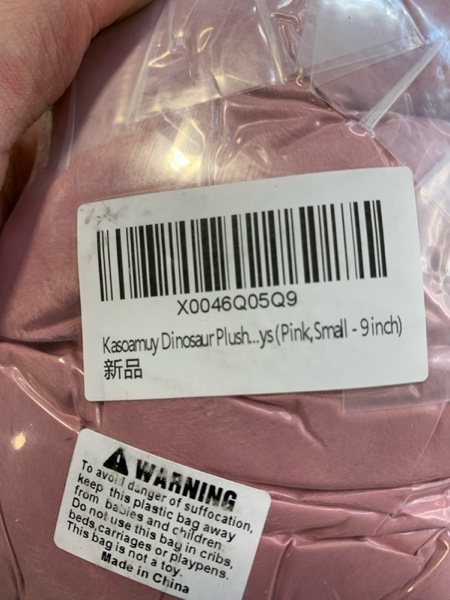 X0046Q05Q9
Kasoamuy Dinosaur Plush...ys (Pink,Small - 9 inch)
新品
WARNING
To avoid danger of suffocation,
keep this plastic bag away
from babies and children
Do not use this bag in cribs,
beds,carriages or playpens.
This bag is not a toy.
Made in China